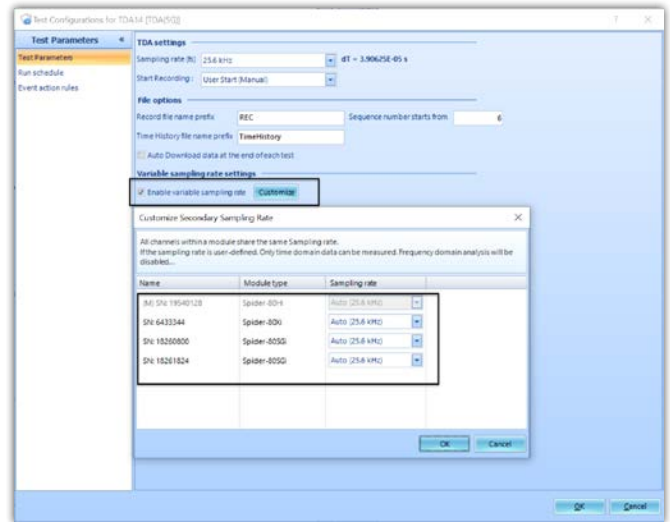 Test Configurations for TDA14 [TDA(SG)]
Test Parameters «
Test Parameters
Run schedule
Event action rules
TDA settings
Sampling rate (fs) 25.6 kHz dT = 3.90625E-05 s
Start Recording: User Start (Manual)
File options
Record file name prefix REC Sequence number starts from 6
Time History file name prefix TimeHistory
Auto Download data at the end of each test
Variable sampling rate settings
Enable variable sampling rate Customize
Customize Secondary Sampling Rate
All channels within a module share the same Sampling rate.
If the sampling rate is user-defined. Only time domain data can be measured. Frequency domain analysis will be
disabled...
Name Module type Sampling rate
(M) SN: 19540128 Spider-80Hi Auto (25.6 kHz)
SN: 6433344 Spider-80Xi Auto (25.6 kHz)
SN: 18260800 Spider-80SGi Auto (25.6 kHz)
SN: 18261824 Spider-80SGi Auto (25.6 kHz)
OK Cancel
OK Cancel